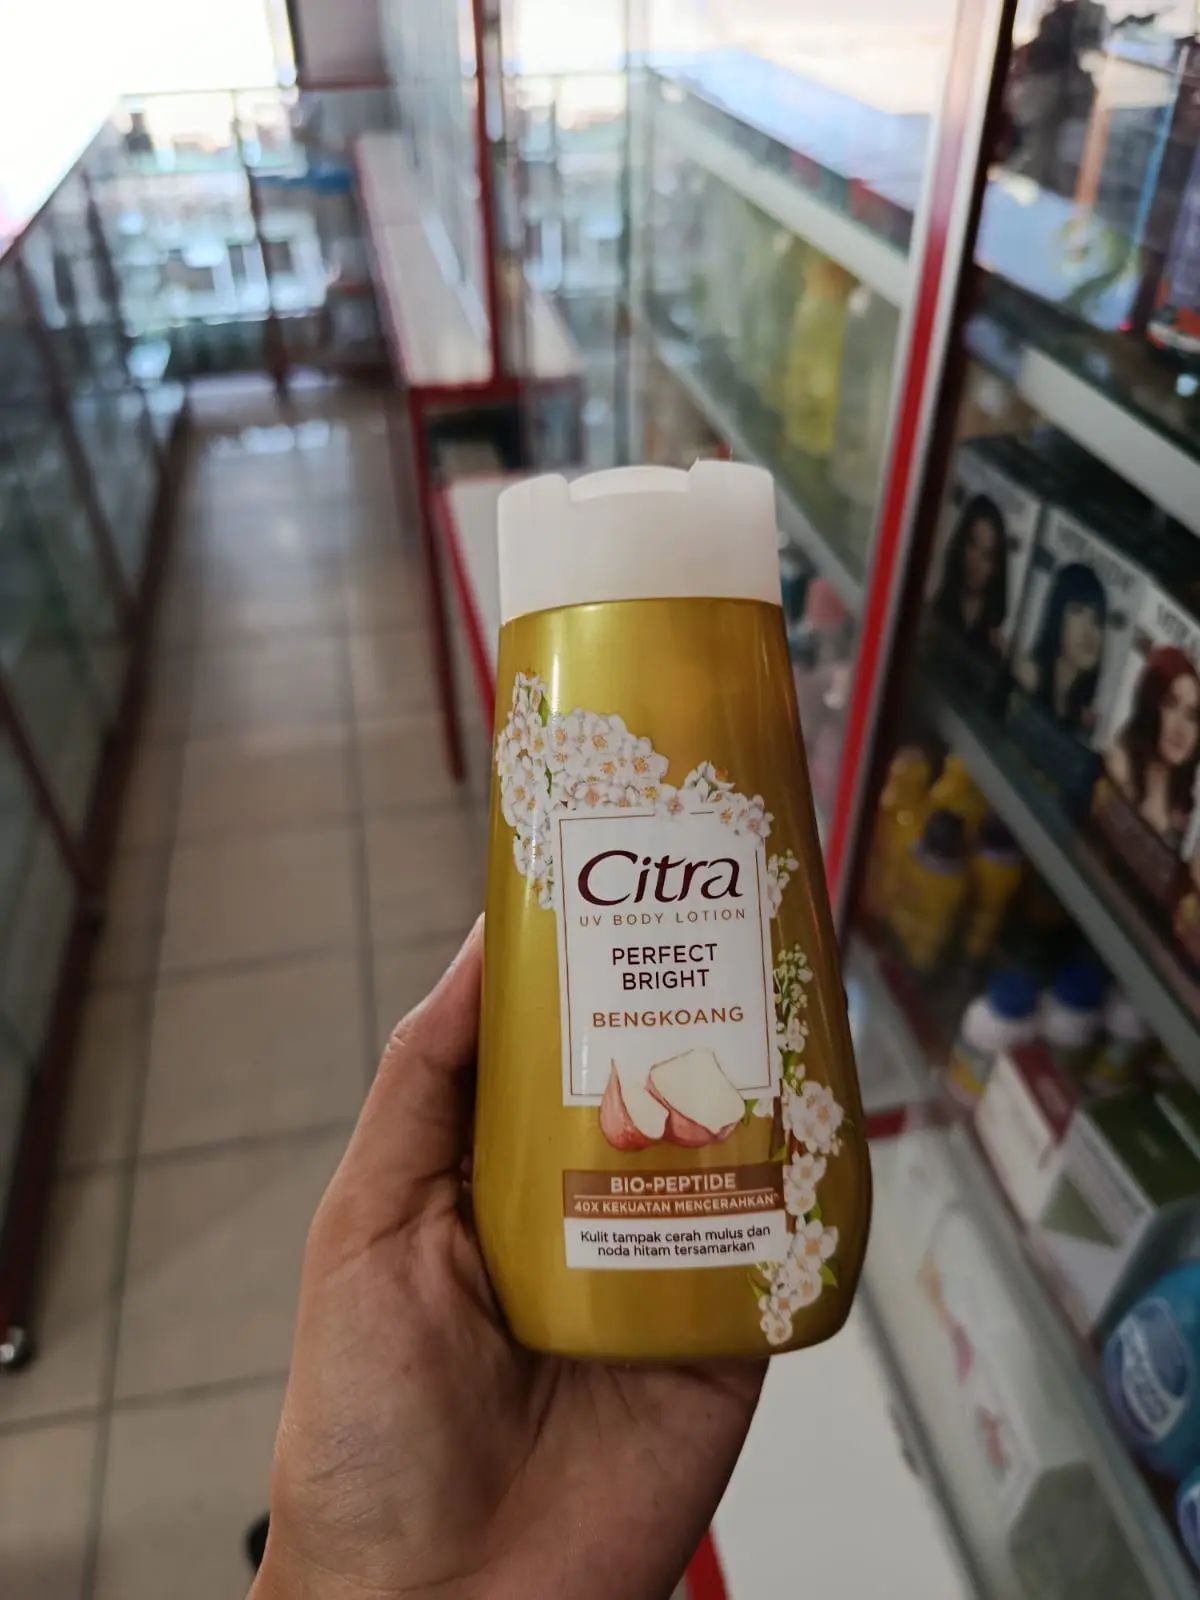 Citra
UV BODY LOTION
PERFECT
BRIGHT
BENGKOANG
BIO-PEPTIDE
40X KEKUATAN MENCERAHKAN
Kulit tampak cerah mulus dan
noda hitam tersamarkan